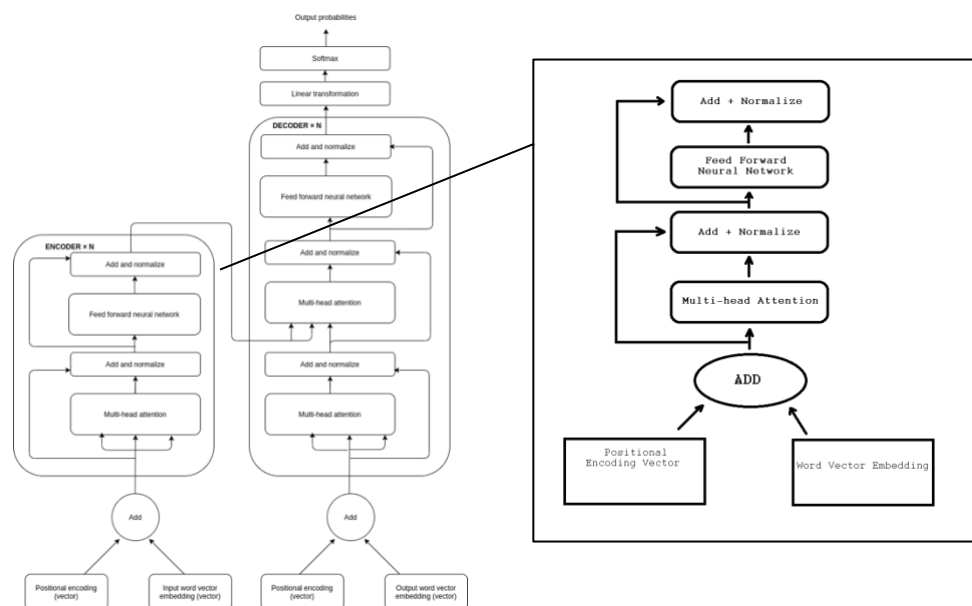 Output probabilities
Softmax
Linear transformation
DECODER × N
Add and normalize
Feed forward neural network
Add and normalize
Multi-head attention
Add and normalize
Multi-head attention
Add
Positional encoding
(vector)
Output word vector
embedding (vector)
ENCODER × N
Add and normalize
Feed forward neural network
Add and normalize
Multi-head attention
Add
Positional encoding
(vector)
Input word vector
embedding (vector)
Add + Normalize
Feed Forward
Neural Network
Add + Normalize
Multi-head Attention
ADD
Positional
Encoding Vector
Word Vector Embedding